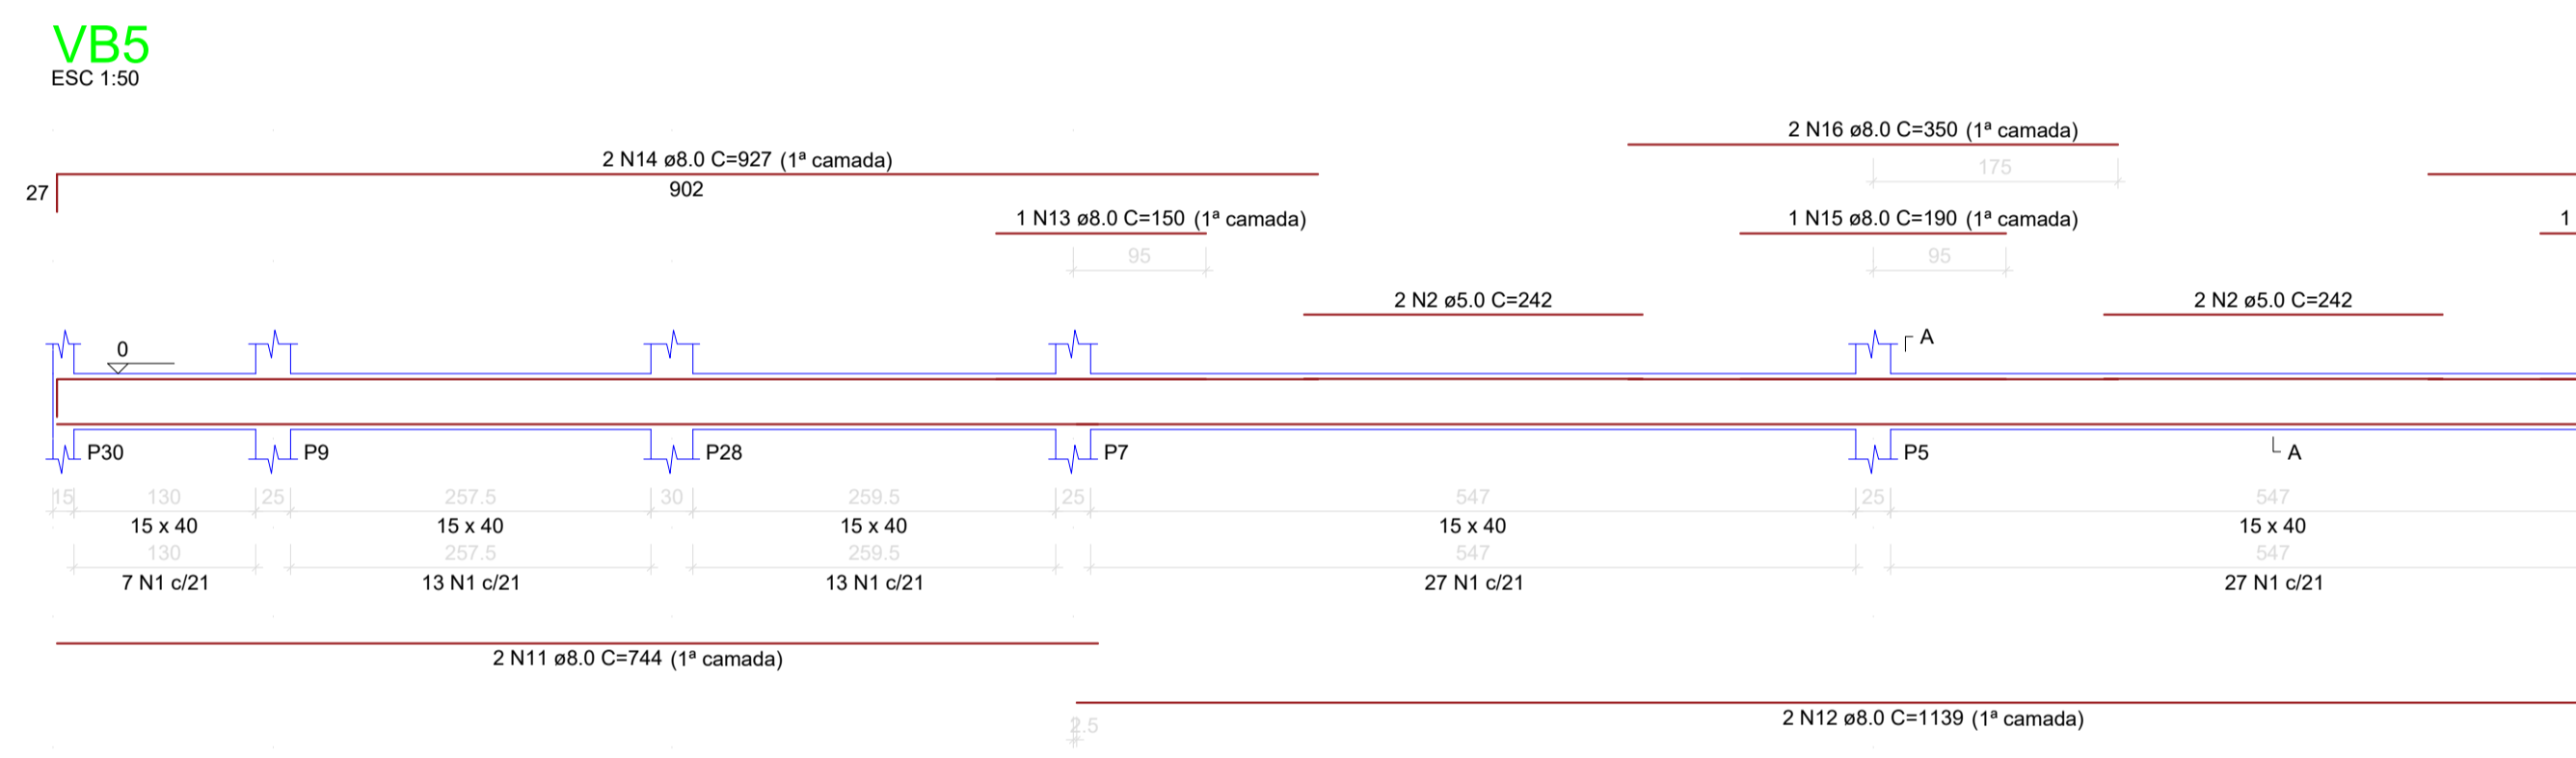 VB5
ESC 1:50
2 N16 ø8.0 C=350 (1ª camada)
175
2 N14 ø8.0 C=927 (1ª camada)
27
902
1 N13 ø8.0 C=150 (1ª camada)
1 N15 ø8.0 C=190 (1ª camada)
1
95
95
2 N2 ø5.0 C=242
2 N2 ø5.0 C=242
0
A
P30
P9
P28
P7
P5
A
15
130
25
257.5
30
259.5
25
547
25
547
15 x 40
15 x 40
15 x 40
15 x 40
15 x 40
130
257.5
259.5
547
547
7 N1 c/21
13 N1 c/21
13 N1 c/21
27 N1 c/21
27 N1 c/21
2 N11 ø8.0 C=744 (1ª camada)
2 N12 ø8.0 C=1139 (1ª camada)
2.5